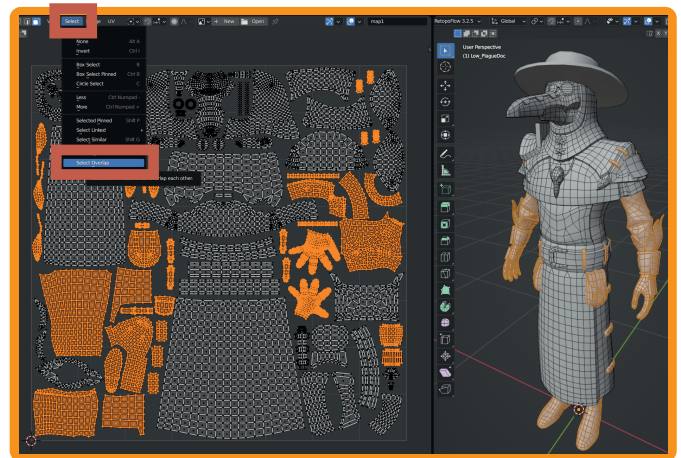 Select
UV
New
Open
map1
RetopoFlow 3.2.5
Global
None Alt A
Invert Ctrl I
Box Select B
Box Select Pinned Ctrl B
Circle Select C
Less Ctrl Numpad -
More Ctrl Numpad +
Selected Pinned Shift P
Select Linked
Select Similar Shift G
Select Overlap
lap each other.
User Perspective
(1) Low_PlagueDoc